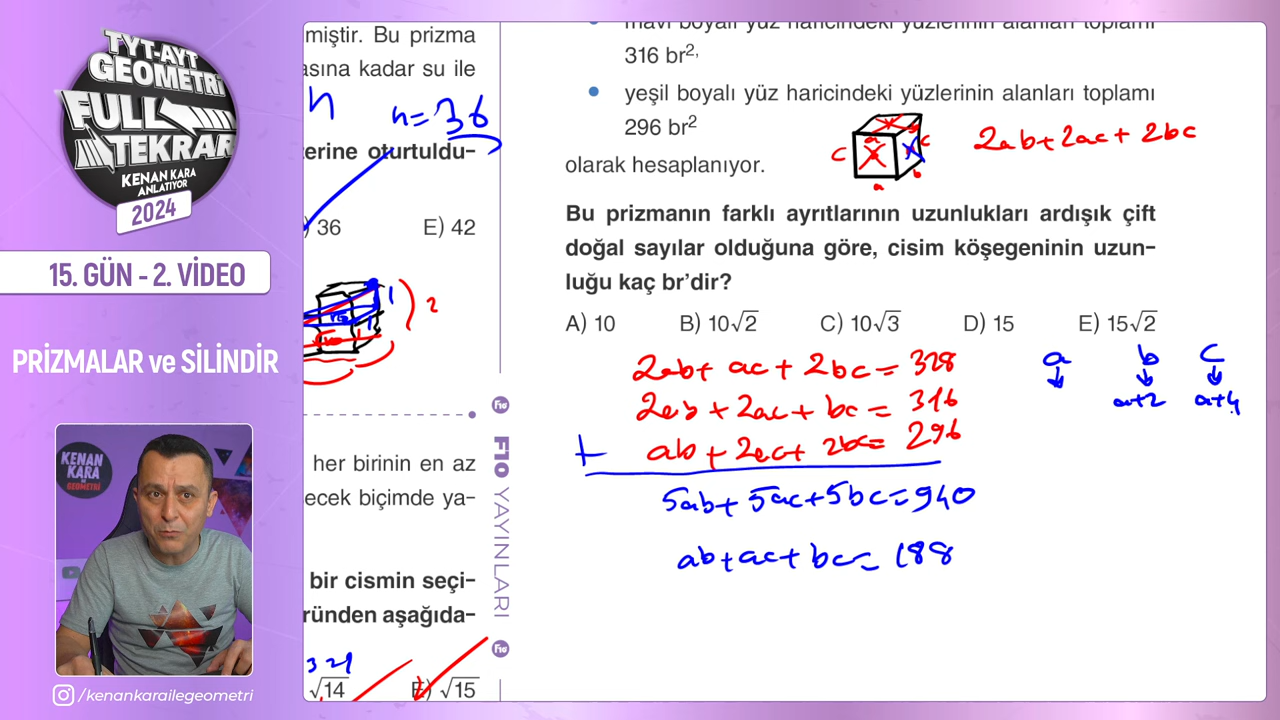 TYT-AYT
GEOMETRİ
FULL
TEKRAR
KENAN KARA
ANLATIYOR
2024
15. GÜN - 2. VİDEO
PRİZMALAR ve SİLİNDİR
KENAN
KARA
GEOMETRİ
/kenankarailegeometri
miştir. Bu prizma
asına kadar su ile
h h = 36
erine oturtuldu-
) 36 E) 42
1
2
her birinin en az
ecek biçimde ya-
bir cismin seçi-
ründen aşağıda-
√14 E) √15
F10 YAYINLARI
mavi boyalı yüz haricindeki yüzlerinin alanları toplamı
316 br²,
• yeşil boyalı yüz haricindeki yüzlerinin alanları toplamı
296 br²
olarak hesaplanıyor.
c a c b a
2ab+2ac+2bc
Bu prizmanın farklı ayrıtlarının uzunlukları ardışık çift
doğal sayılar olduğuna göre, cisim köşegeninin uzun-
luğu kaç br'dir?
A) 10 B) 10√2 C) 10√3 D) 15 E) 15√2
2ab+ ac+2bc=328
2ab+2ac+bc=316
+ ab+2ac+2bc=296
5ab+5ac+5bc=940
ab+ac+bc=188
a b c
↓ ↓ ↓
a+2 a+4